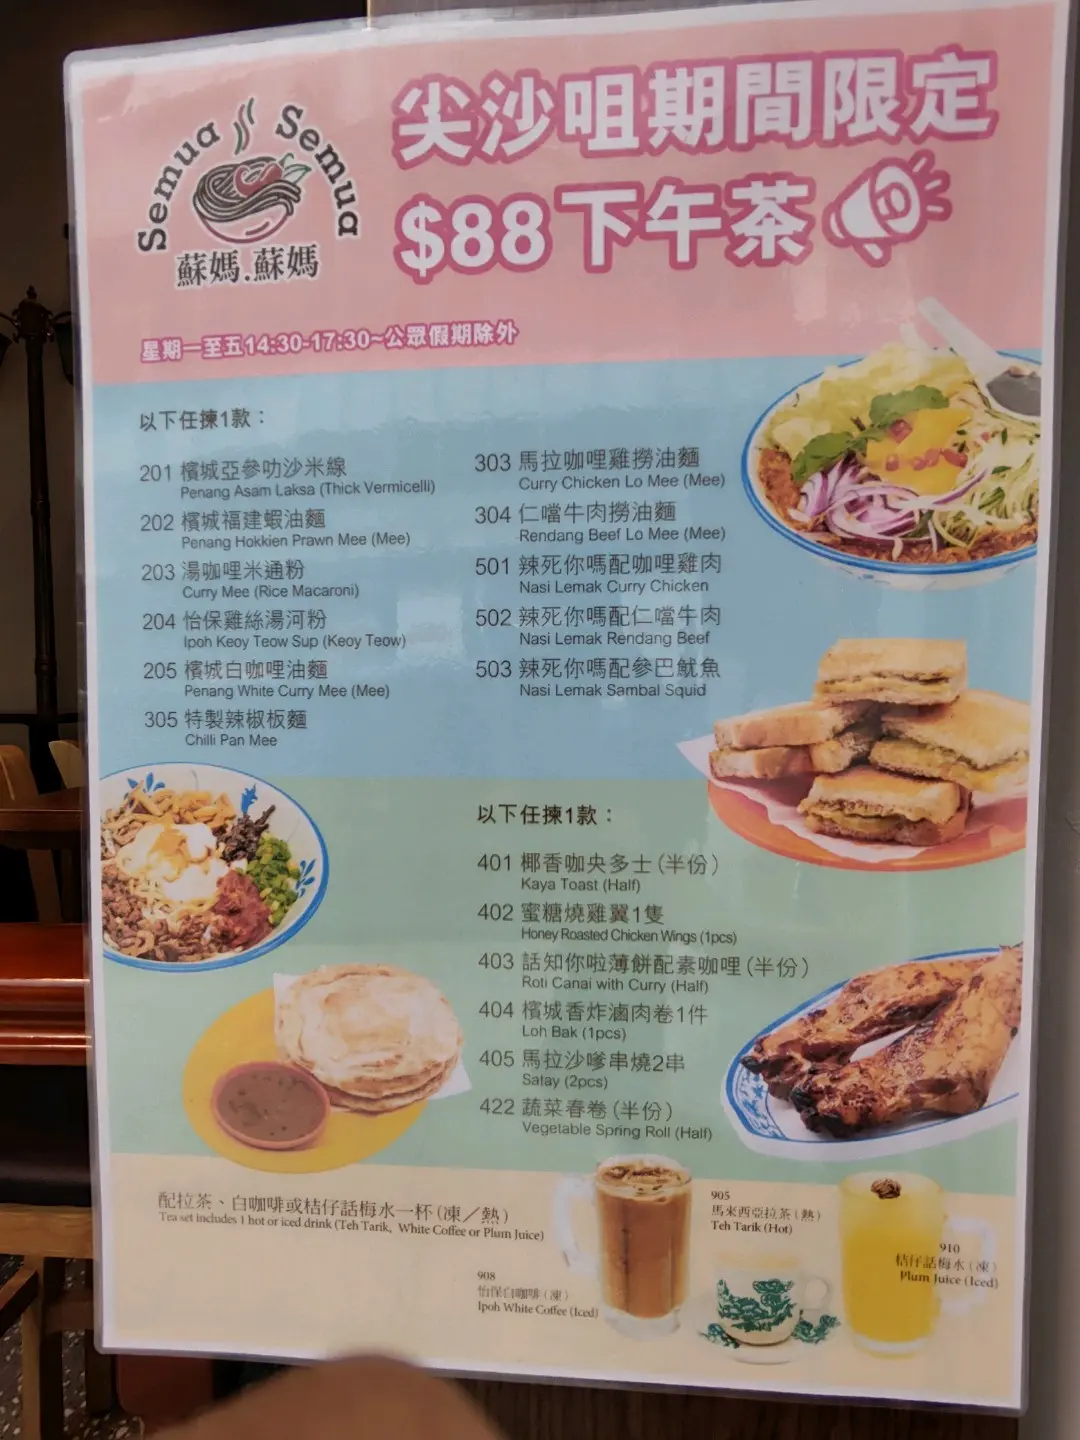 Semua Semua
蘇媽.蘇媽
尖沙咀期間限定
$88下午茶
星期一至五14:30-17:30~公眾假期除外
以下任揀1款：
201 檳城亞參叻沙米線
Penang Asam Laksa (Thick Vermicelli)
202 檳城福建蝦油麵
Penang Hokkien Prawn Mee (Mee)
203 湯咖哩米通粉
Curry Mee (Rice Macaroni)
204 怡保雞絲湯河粉
Ipoh Keoy Teow Sup (Keoy Teow)
205 檳城白咖哩油麵
Penang White Curry Mee (Mee)
305 特製辣椒板麵
Chilli Pan Mee
303 馬拉咖哩雞撈油麵
Curry Chicken Lo Mee (Mee)
304 仁噹牛肉撈油麵
Rendang Beef Lo Mee (Mee)
501 辣死你嗎配咖哩雞肉
Nasi Lemak Curry Chicken
502 辣死你嗎配仁噹牛肉
Nasi Lemak Rendang Beef
503 辣死你嗎配參巴魷魚
Nasi Lemak Sambal Squid
以下任揀1款：
401 椰香咖央多士(半份)
Kaya Toast (Half)
402 蜜糖燒雞翼1隻
Honey Roasted Chicken Wings (1pcs)
403 話知你啦薄餅配素咖哩(半份)
Roti Canai with Curry (Half)
404 檳城香炸滷肉卷1件
Loh Bak (1pcs)
405 馬拉沙嗲串燒2串
Satay (2pcs)
422 蔬菜春卷(半份)
Vegetable Spring Roll (Half)
配拉茶、白咖啡或桔仔話梅水一杯(凍／熱)
Tea set includes 1 hot or iced drink (Teh Tarik、White Coffee or Plum Juice)
908
怡保白咖啡(凍)
Ipoh White Coffee (Iced)
905
馬來西亞拉茶(熱)
Teh Tarik (Hot)
910
桔仔話梅水(凍)
Plum Juice (Iced)